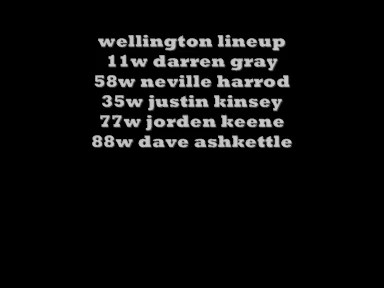 wellington lineup
11w darren gray
58w neville harrod
35w justin kinsey
77w jorden keene
88w dave ashkettle